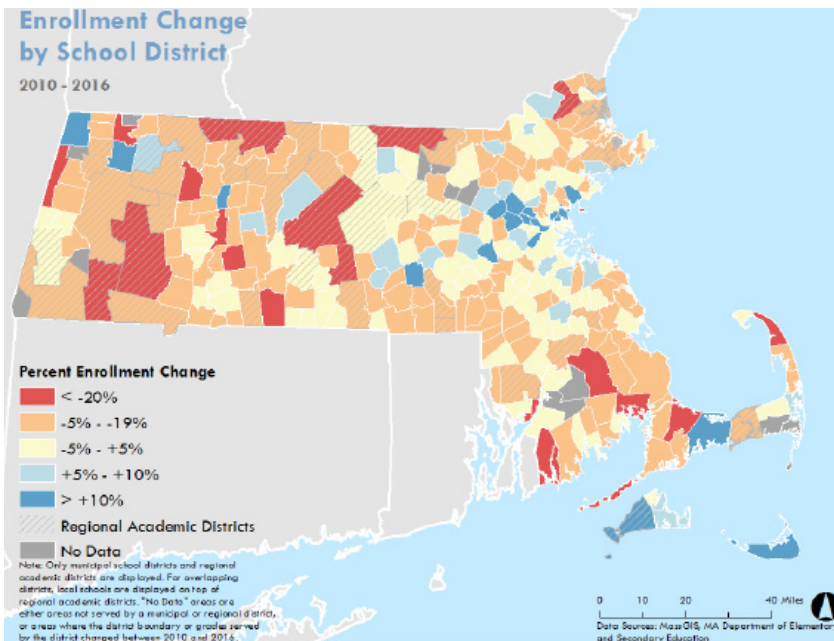 Enrollment Change
by School District
2010 - 2016
Percent Enrollment Change
< -20%
-5% - -19%
-5% - +5%
+5% - +10%
> +10%
Regional Academic Districts
No Data
Note: Only municipal school districts and regional
academic districts are displayed. For overlapping
districts, local schools are displayed on top of
regional academic districts. "No Data" areas are
either areas not served by a municipal or regional district,
or areas where the district boundary or grades served
by the district changed between 2010 and 2016.
0 10 20 40 Miles
Data Sources: MassGIS, MA Department of Elementar
and Secondary Education